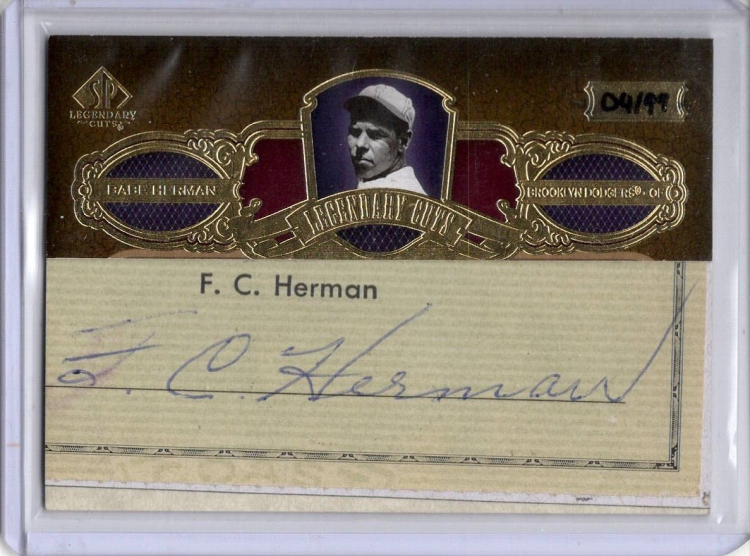 SP
LEGENDARY
CUTS
04/99
BABE HERMAN
BROOKLYN DODGERS® - OF
LEGENDARY CUTS
F. C. Herman
F. C. Herman